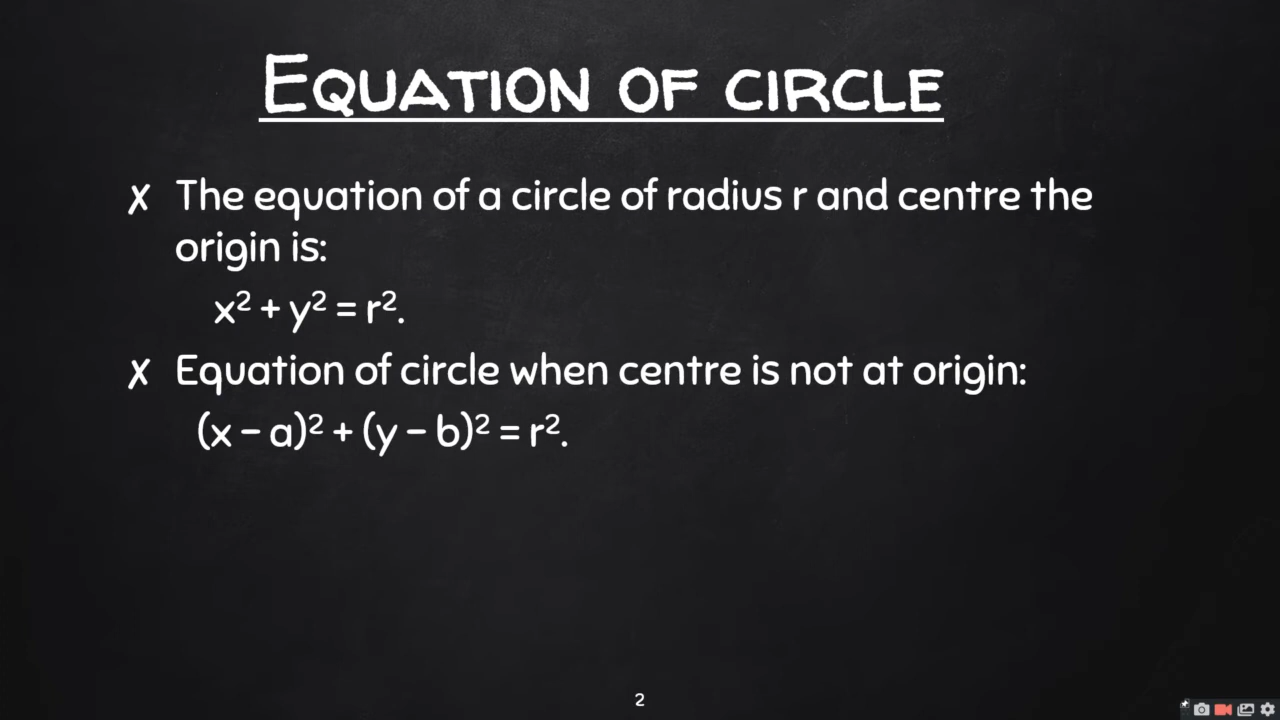 EQUATION OF CIRCLE
✗ The equation of a circle of radius r and centre the
origin is:
x² + y² = r².
✗ Equation of circle when centre is not at origin:
(x – a)² + (y – b)² = r².
2